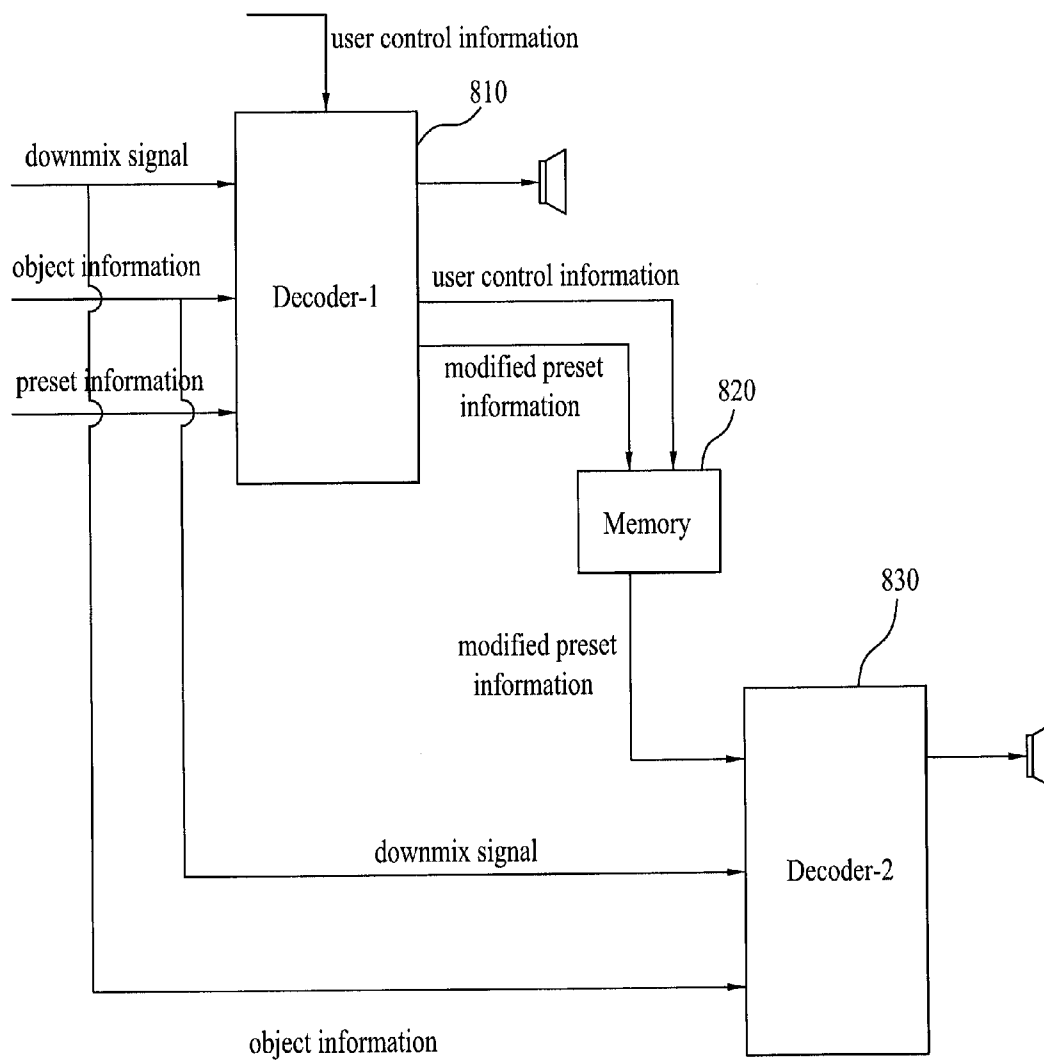 user control information
810
downmix signal
object information
Decoder-1
user control information
preset information
modified preset
information
820
Memory
830
modified preset
information
downmix signal
Decoder-2
object information